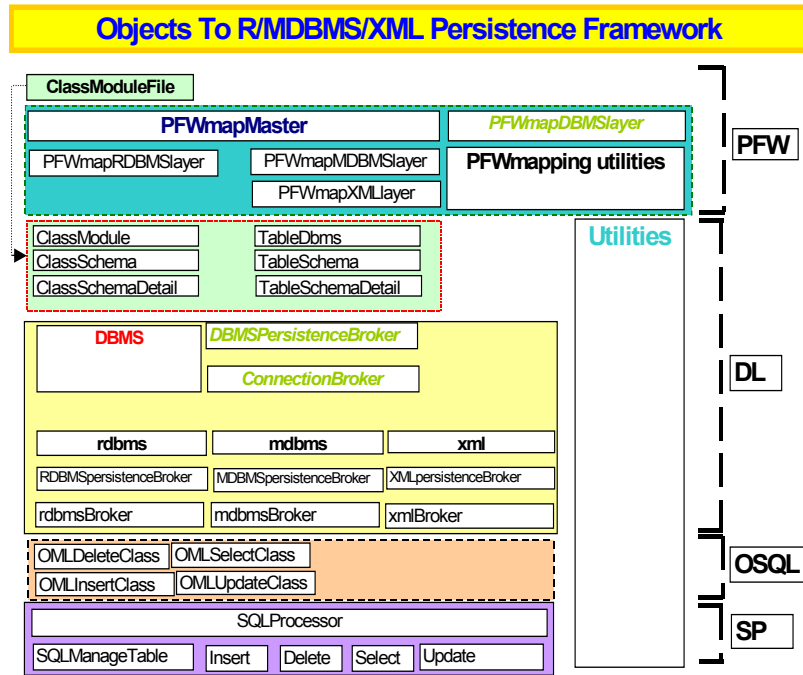 Objects To R/MDBMS/XML Persistence Framework
ClassModuleFile
PFWmapMaster
PFWmapDBMSlayer
PFWmapRDBMSlayer
PFWmapMDBMSlayer
PFWmapXMLlayer
PFWmapping utilities
PFW
ClassModule
TableDbms
ClassSchema
TableSchema
ClassSchemaDetail
TableSchemaDetail
Utilities
DBMS
DBMSPersistenceBroker
ConnectionBroker
DL
rdbms
mdbms
xml
RDBMSpersistenceBroker
MDBMSpersistenceBroker
XMLpersistenceBroker
rdbmsBroker
mdbmsBroker
xmlBroker
OMLDeleteClass
OMLSelectClass
OMLInsertClass
OMLUpdateClass
OSQL
SQLProcessor
SQLManageTable
Insert
Delete
Select
Update
SP